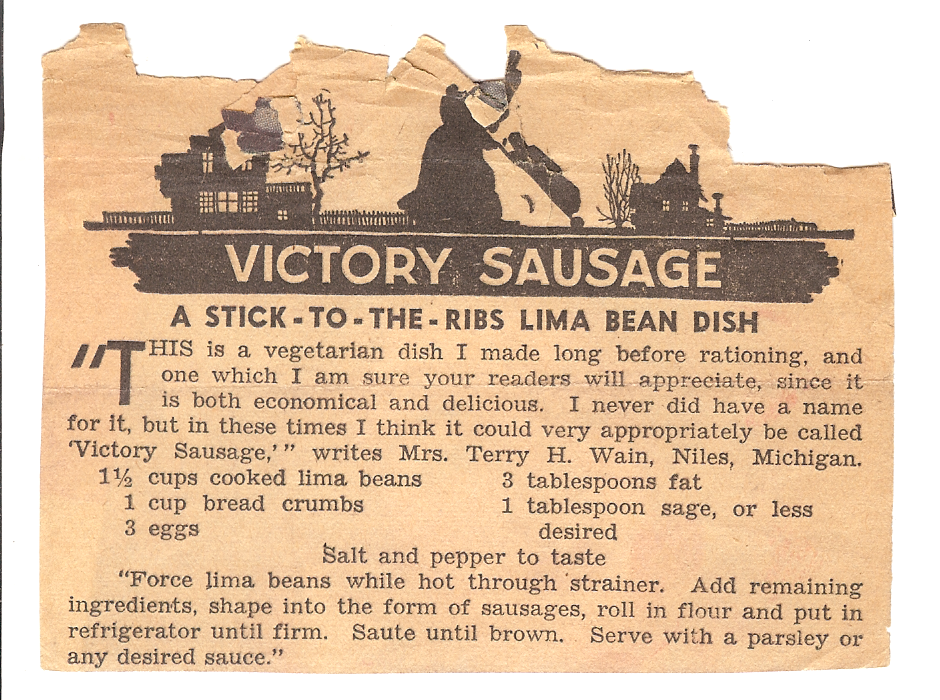 VICTORY SAUSAGE
A STICK-TO-THE-RIBS LIMA BEAN DISH
"THIS is a vegetarian dish I made long before rationing, and
one which I am sure your readers will appreciate, since it
is both economical and delicious. I never did have a name
for it, but in these times I think it could very appropriately be called
'Victory Sausage,'" writes Mrs. Terry H. Wain, Niles, Michigan.
1½ cups cooked lima beans
1 cup bread crumbs
3 eggs
3 tablespoons fat
1 tablespoon sage, or less
desired
Salt and pepper to taste
"Force lima beans while hot through strainer. Add remaining
ingredients, shape into the form of sausages, roll in flour and put in
refrigerator until firm. Saute until brown. Serve with a parsley or
any desired sauce."